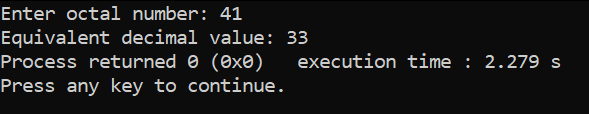 Enter octal number: 41
Equivalent decimal value: 33
Process returned 0 (0x0)   execution time : 2.279 s
Press any key to continue.